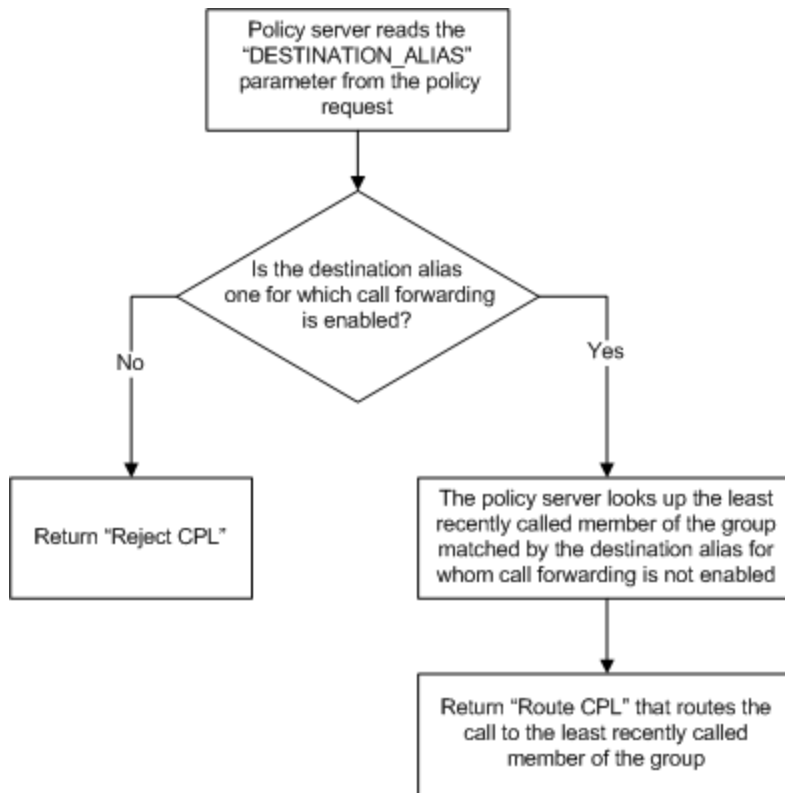 Policy server reads the
“DESTINATION_ALIAS”
parameter from the policy
request
Is the destination alias
one for which call forwarding
is enabled?
No
Yes
Return “Reject CPL”
The policy server looks up the least
recently called member of the group
matched by the destination alias for
whom call forwarding is not enabled
Return “Route CPL” that routes the
call to the least recently called
member of the group